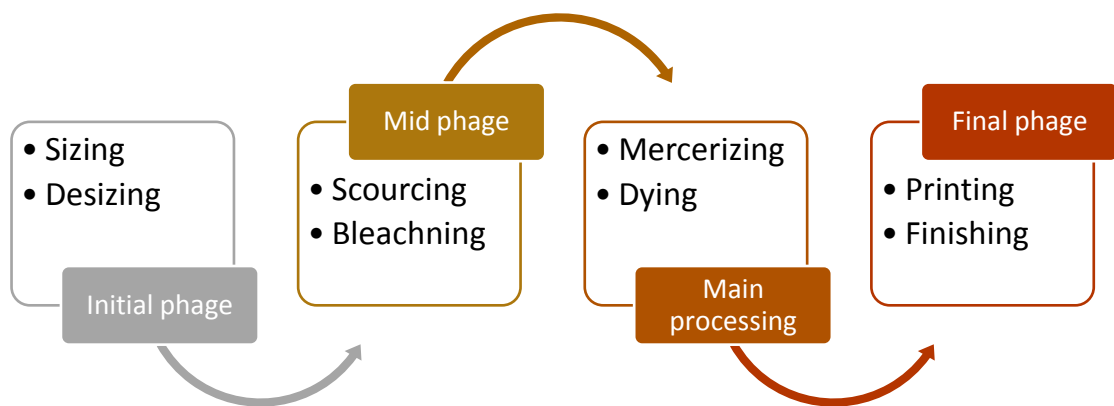 • Sizing
• Desizing
Initial phage
Mid phage
• Scourcing
• Bleachning
• Mercerizing
• Dying
Main
processing
Final phage
• Printing
• Finishing